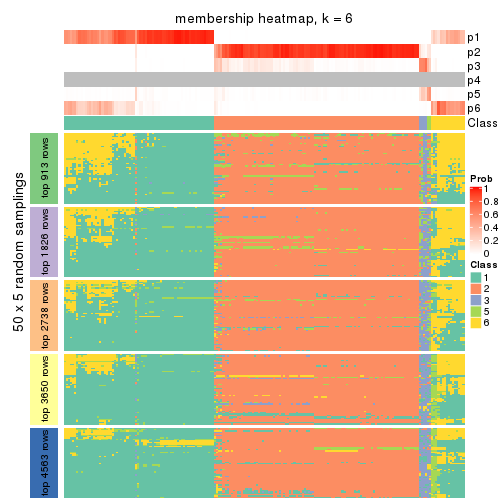 membership heatmap, k = 6
p1
p2
p3
p4
p5
p6
Class
50 x 5 random samplings
top 913 rows
top 1826 rows
top 2738 rows
top 3650 rows
top 4563 rows
Prob
1
0.8
0.6
0.4
0.2
0
Class
1
2
3
5
6